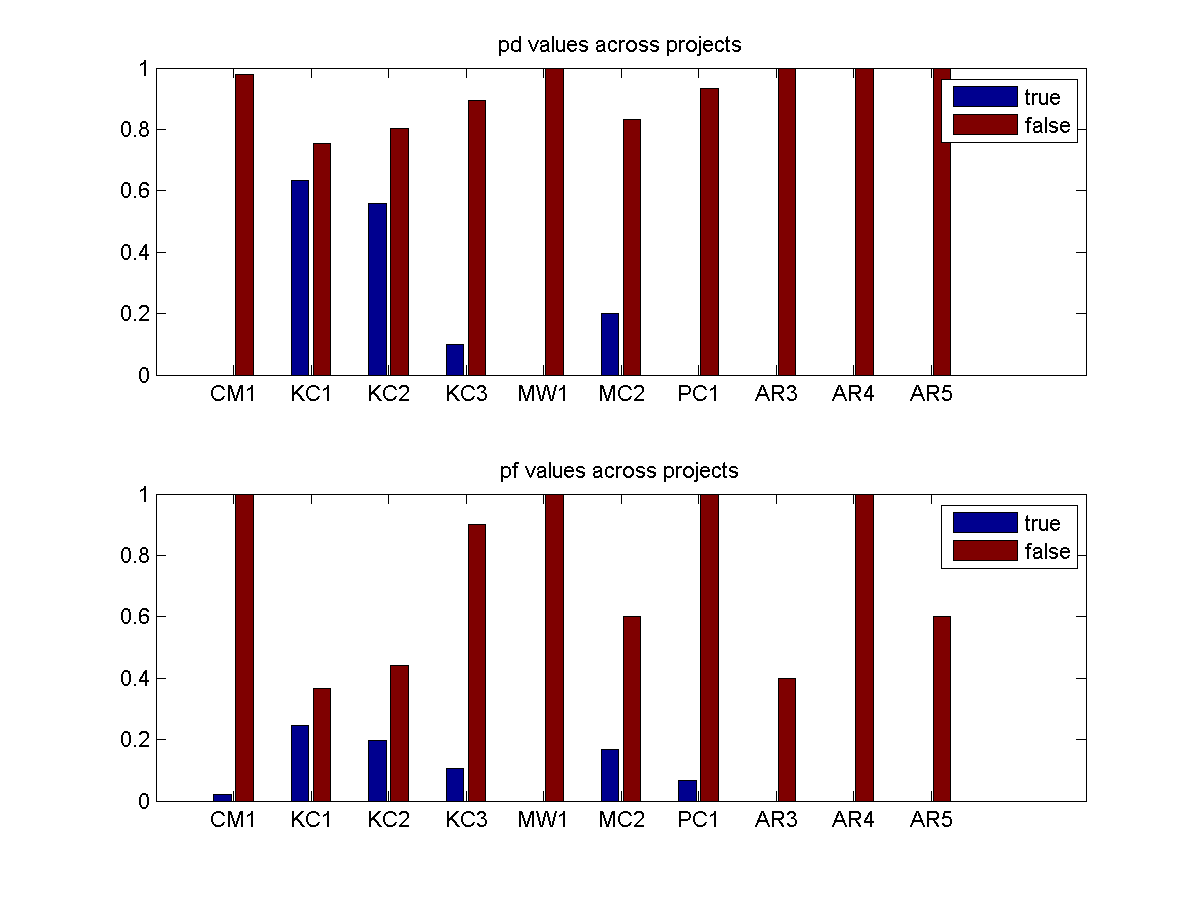 pd values across projects
1
0.8
0.6
0.4
0.2
0
true
false
CM1 KC1 KC2 KC3 MW1 MC2 PC1 AR3 AR4 AR5
pf values across projects
1
0.8
0.6
0.4
0.2
0
true
false
CM1 KC1 KC2 KC3 MW1 MC2 PC1 AR3 AR4 AR5